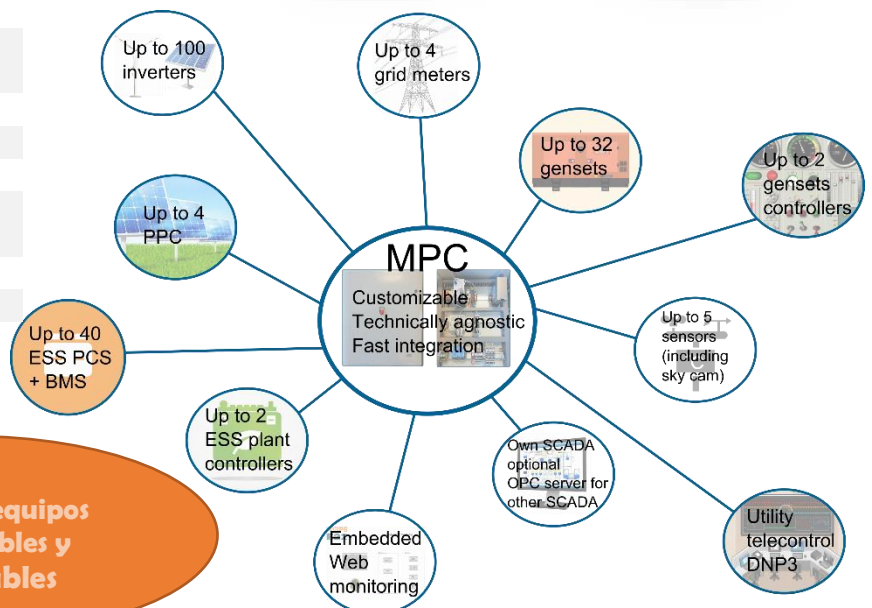 Up to 100
inverters
Up to 4
grid meters
Up to 32
gensets
Up to 2
gensets
controllers
Up to 4
PPC
MPC
Customizable
Technically agnostic
Fast integration
Up to 5
sensors
(including
sky cam)
Up to 40
ESS PCS
+ BMS
Up to 2
ESS plant
controllers
Own SCADA
optional
OPC server for
other SCADA
Embedded
Web
monitoring
Utility
telecontrol
DNP3
equipos
y